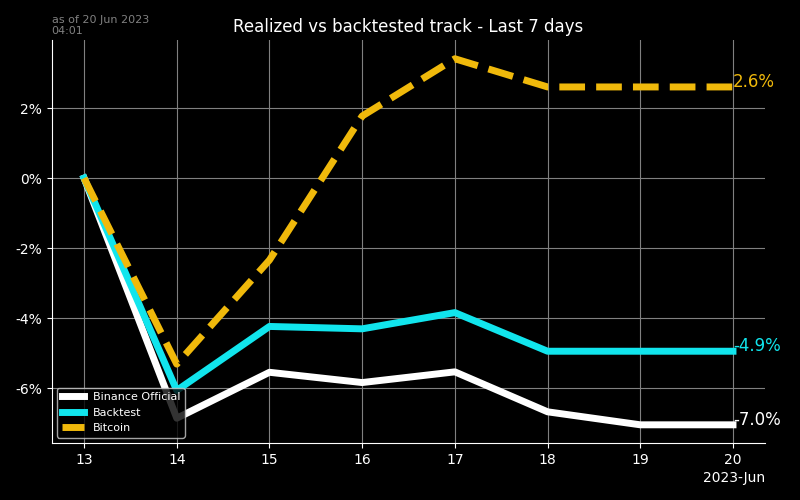 as of 20 Jun 2023
04:01
Realized vs backtested track - Last 7 days
2%
0%
-2%
-4%
-6%
2.6%
-4.9%
-7.0%
Binance Official
Backtest
Bitcoin
13 14 15 16 17 18 19 20
2023-Jun